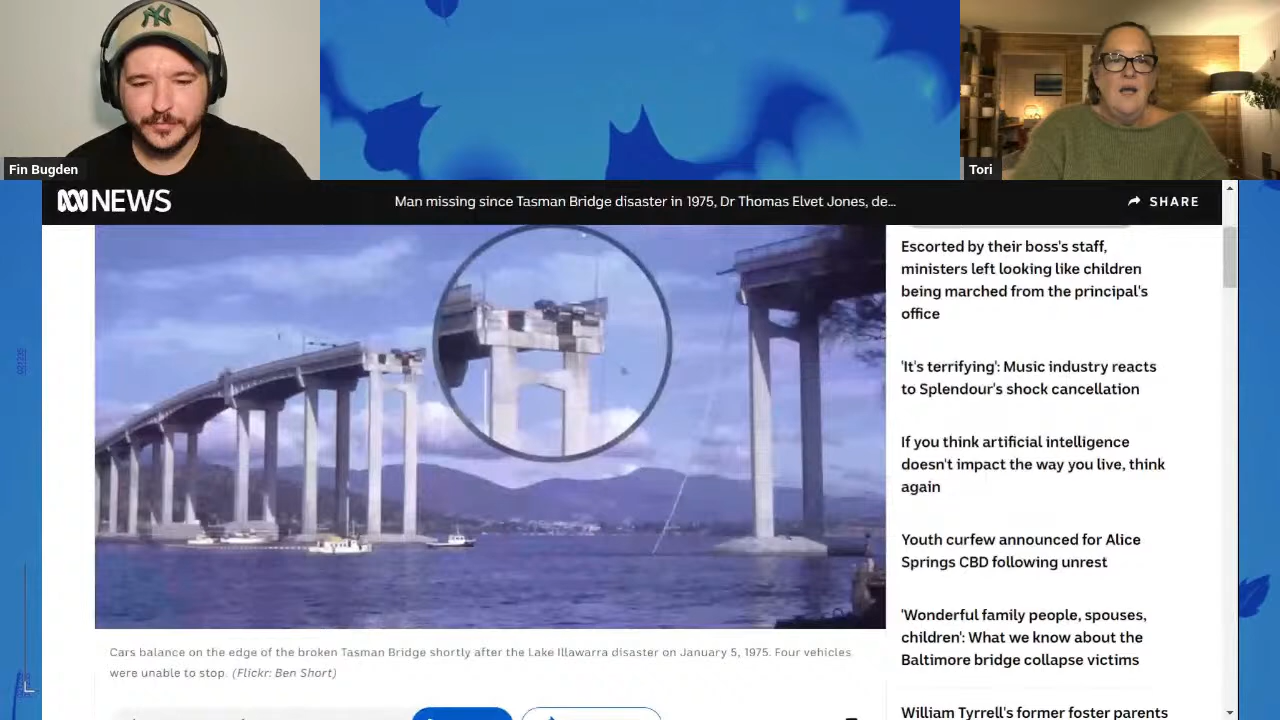 Fin Bugden
Tori
NEWS
Man missing since Tasman Bridge disaster in 1975, Dr Thomas Elvet Jones, de...
SHARE
Escorted by their boss's staff,
ministers left looking like children
being marched from the principal's
office
'It's terrifying': Music industry reacts
to Splendour's shock cancellation
If you think artificial intelligence
doesn't impact the way you live, think
again
Youth curfew announced for Alice
Springs CBD following unrest
'Wonderful family people, spouses,
children': What we know about the
Baltimore bridge collapse victims
William Tyrrell's former foster parents
Cars balance on the edge of the broken Tasman Bridge shortly after the Lake Illawarra disaster on January 5, 1975. Four vehicles
were unable to stop. (Flickr: Ben Short)